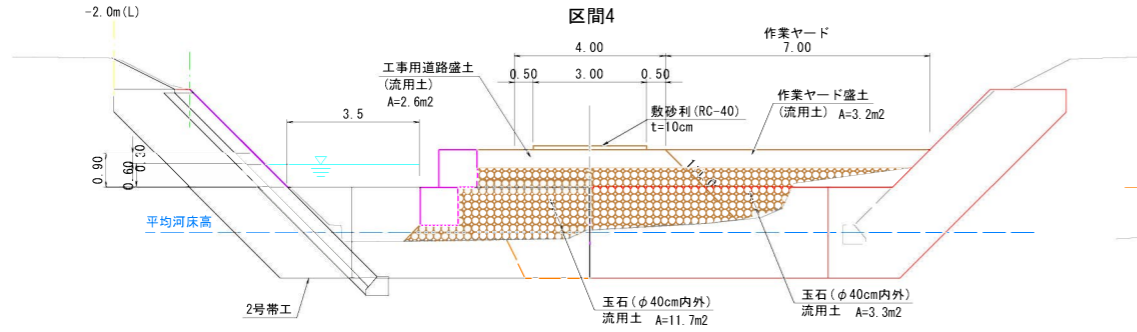 区間4
-2.0m(L)
作業ヤード
4.00
7.00
工事用道路盛土
(流用土)
A=2.6m2
0.50
3.00
0.50
敷砂利(RC-40)
t=10cm
作業ヤード盛土
(流用土) A=3.2m2
3.5
0.90
0.60
0.30
平均河床高
2号帯工
玉石(φ40cm内外)
流用土 A=11.7m2
玉石(φ40cm内外)
流用土 A=3.3m2